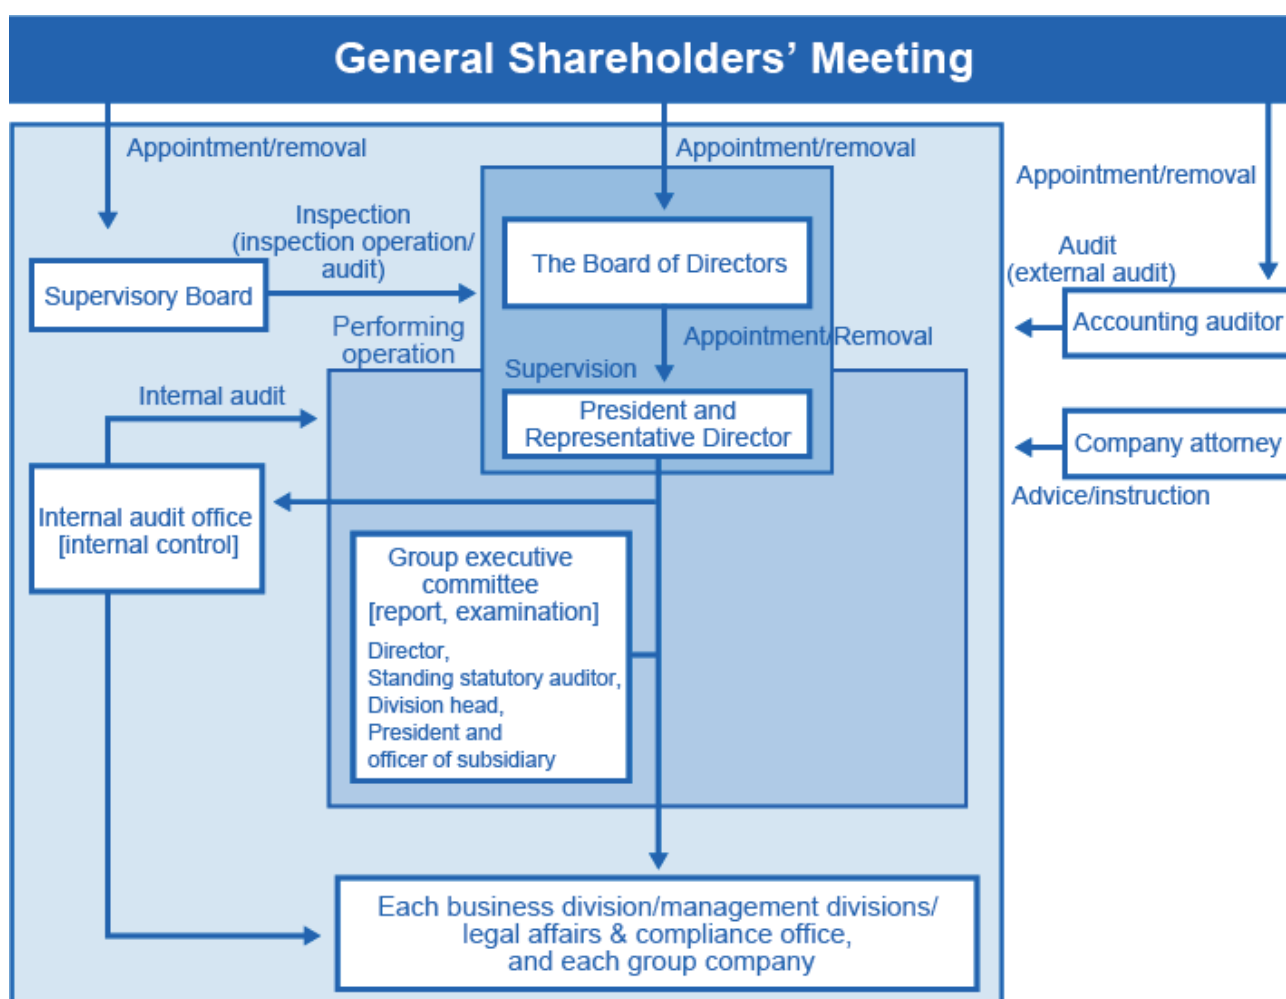 General Shareholders’ Meeting
Appointment/removal
Appointment/removal
Appointment/removal
Inspection
(inspection operation/
audit)
The Board of Directors
Audit
(external audit)
Supervisory Board
Accounting auditor
Performing
operation
Appointment/Removal
Supervision
Internal audit
President and
Representative Director
Company attorney
Advice/instruction
Internal audit office
[internal control]
Group executive
committee
[report, examination]
Director,
Standing statutory auditor,
Division head,
President and
officer of subsidiary
Each business division/management divisions/
legal affairs & compliance office,
and each group company